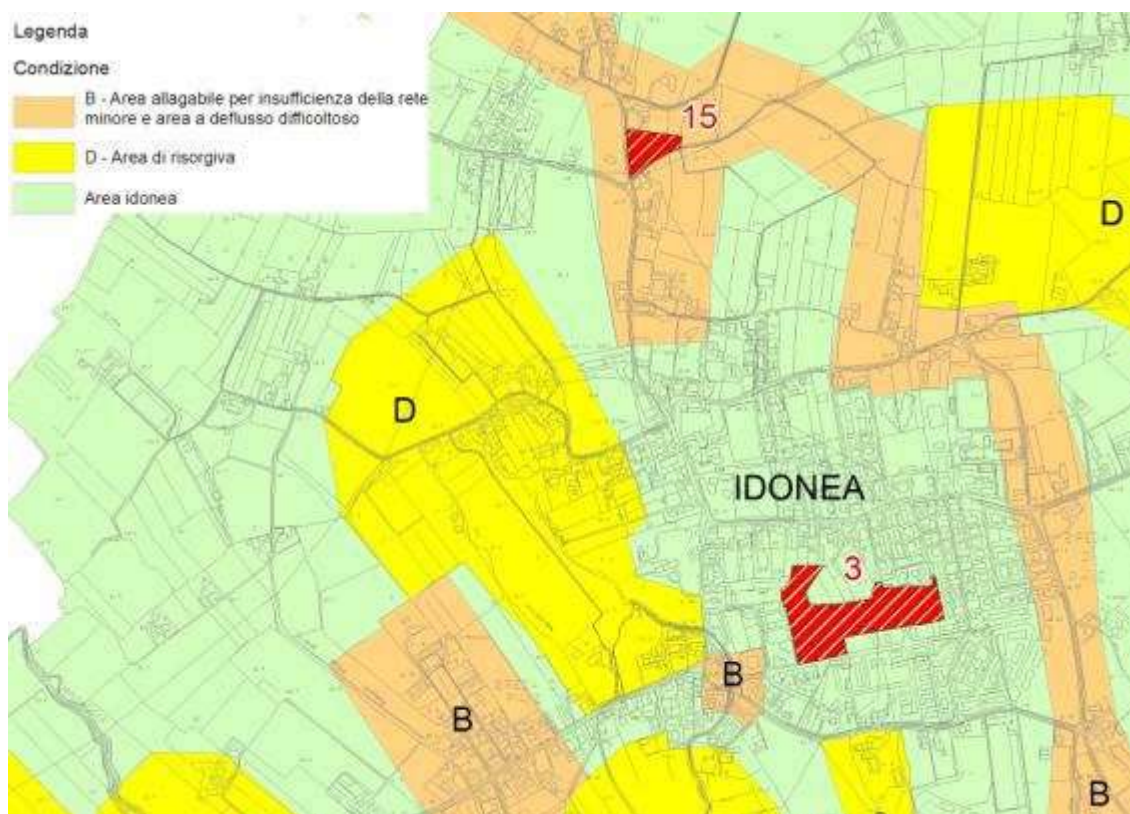 Legenda
Condizione
B - Area allagabile per insufficienza della rete
minore e area a deflusso difficoltoso
D - Area di risorgiva
Area idonea
15
D
D
IDONEA
3
B
B
B